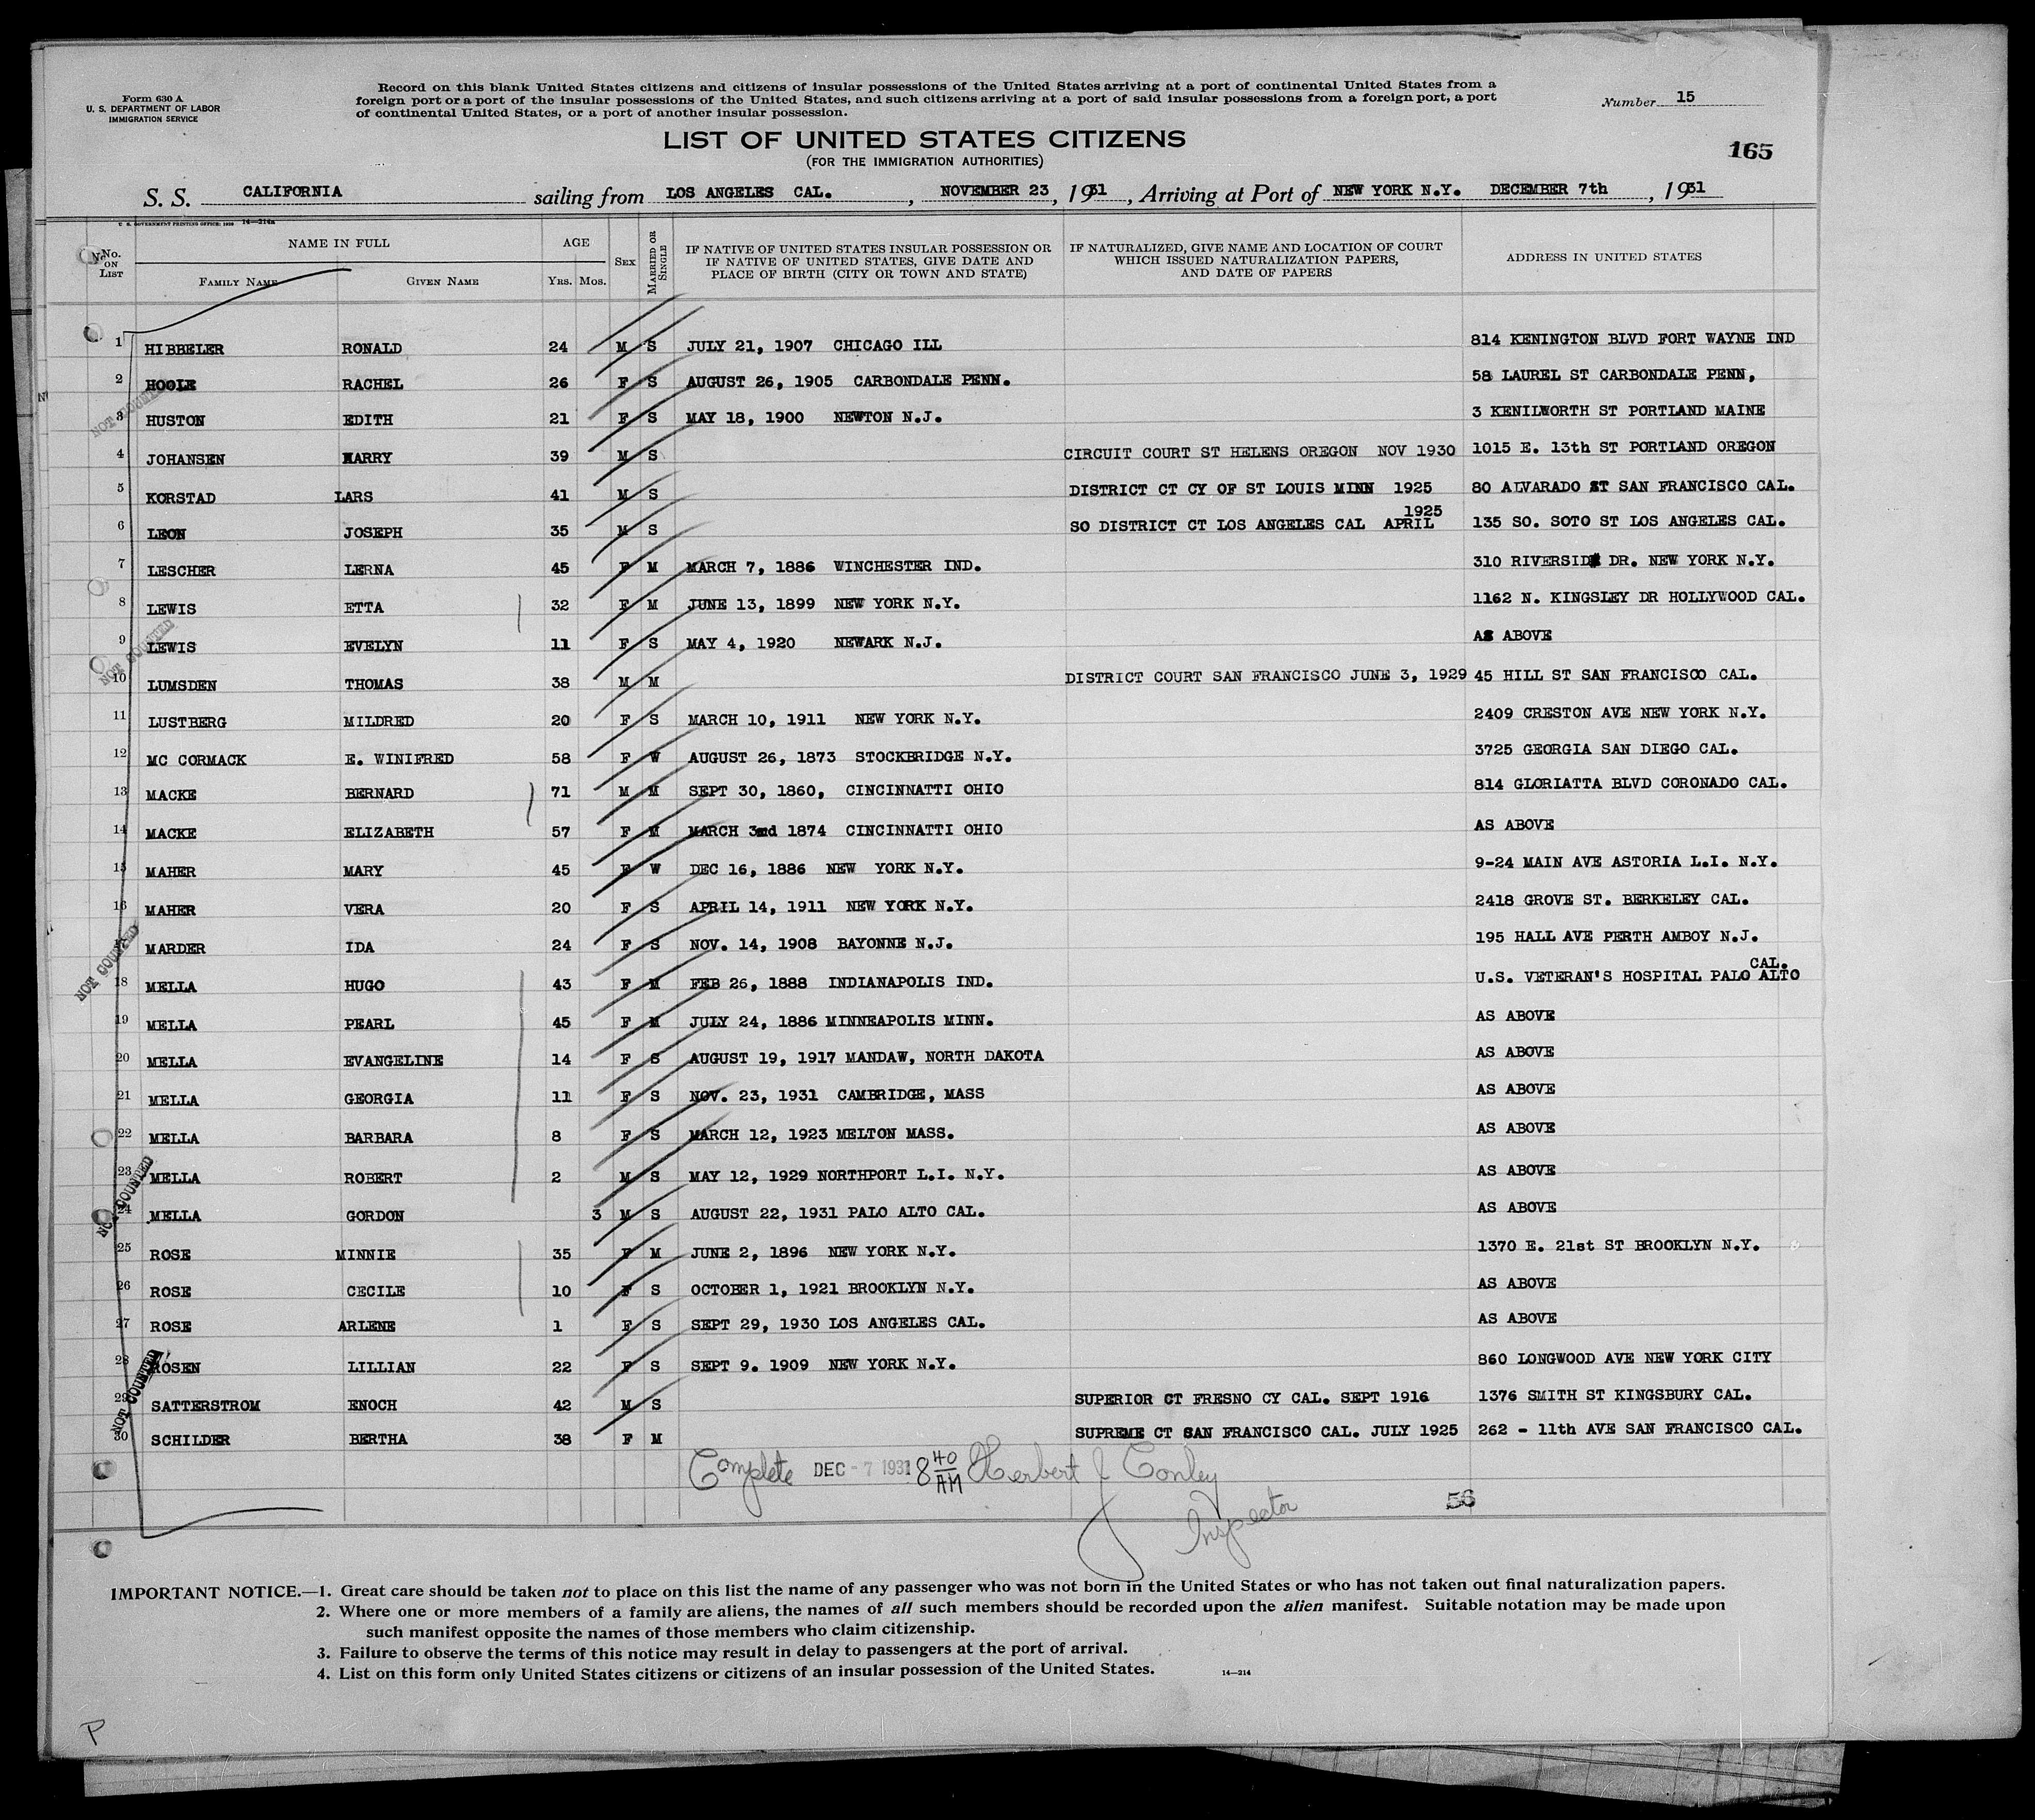 Form 630 A
U. S. DEPARTMENT OF LABOR
IMMIGRATION SERVICE
Record on this blank United States citizens and citizens of insular possessions of the United States arriving at a port of continental United States from a
foreign port or a port of the insular possessions of the United States, and such citizens arriving at a port of said insular possessions from a foreign port, a port
of continental United States, or a port of another insular possession.
Number 15
LIST OF UNITED STATES CITIZENS
(FOR THE IMMIGRATION AUTHORITIES)
165
S. S. CALIFORNIA sailing from LOS ANGELES CAL. , NOVEMBER 23 , 1931 , Arriving at Port of NEW YORK N.Y. DECEMBER 7th , 1931
U. S. GOVERNMENT PRINTING OFFICE: 1930 14—214a
No. ON LIST NAME IN FULL FAMILY NAME GIVEN NAME AGE YRS. MOS. SEX MARRIED OR SINGLE IF NATIVE OF UNITED STATES INSULAR POSSESSION OR IF NATIVE OF UNITED STATES, GIVE DATE AND PLACE OF BIRTH (CITY OR TOWN AND STATE) IF NATURALIZED, GIVE NAME AND LOCATION OF COURT WHICH ISSUED NATURALIZATION PAPERS, AND DATE OF PAPERS ADDRESS IN UNITED STATES
1 HIBBELER RONALD 24 M S JULY 21, 1907 CHICAGO ILL 814 KENINGTON BLVD FORT WAYNE IND
2 HOOLE RACHEL 26 F S AUGUST 26, 1905 CARBONDALE PENN. 58 LAUREL ST CARBONDALE PENN,
NOT COUNTED
3 HUSTON EDITH 21 F S MAY 18, 1900 NEWTON N.J. 3 KENILWORTH ST PORTLAND MAINE
4 JOHANSEN HARRY 39 M S CIRCUIT COURT ST HELENS OREGON NOV 1930 1015 E. 13th ST PORTLAND OREGON
5 KORSTAD LARS 41 M S DISTRICT CT CY OF ST LOUIS MINN 1925 80 ALVARADO ST SAN FRANCISCO CAL.
6 LEON JOSEPH 35 M S SO DISTRICT CT LOS ANGELES CAL APRIL 1925 135 SO. SOTO ST LOS ANGELES CAL.
7 LESCHER LERNA 45 F M MARCH 7, 1886 WINCHESTER IND. 310 RIVERSIDE DR. NEW YORK N.Y.
8 LEWIS ETTA 32 F M JUNE 13, 1899 NEW YORK N.Y. 1162 N. KINGSLEY DR HOLLYWOOD CAL.
9 LEWIS EVELYN 11 F S MAY 4, 1920 NEWARK N.J. AS ABOVE
NOT COUNTED
10 LUMSDEN THOMAS 38 M M DISTRICT COURT SAN FRANCISCO JUNE 3, 1929 45 HILL ST SAN FRANCISCO CAL.
11 LUSTBERG MILDRED 20 F S MARCH 10, 1911 NEW YORK N.Y. 2409 CRESTON AVE NEW YORK N.Y.
12 MC CORMACK E. WINIFRED 58 F W AUGUST 26, 1873 STOCKBRIDGE N.Y. 3725 GEORGIA SAN DIEGO CAL.
13 MACKE BERNARD 71 M M SEPT 30, 1860, CINCINNATTI OHIO 814 GLORIATTA BLVD CORONADO CAL.
14 MACKE ELIZABETH 57 F M MARCH 3rd 1874 CINCINNATTI OHIO AS ABOVE
15 MAHER MARY 45 F W DEC 16, 1886 NEW YORK N.Y. 9-24 MAIN AVE ASTORIA L.I. N.Y.
16 MAHER VERA 20 F S APRIL 14, 1911 NEW YORK N.Y. 2418 GROVE ST. BERKELEY CAL.
17 MARDER IDA 24 F S NOV. 14, 1908 BAYONNE N.J. 195 HALL AVE PERTH AMBOY N.J.
NOT COUNTED
18 MELLA HUGO 43 F M FEB 26, 1888 INDIANAPOLIS IND. U.S. VETERAN'S HOSPITAL PALO ALTO CAL.
19 MELLA PEARL 45 F M JULY 24, 1886 MINNEAPOLIS MINN. AS ABOVE
20 MELLA EVANGELINE 14 F S AUGUST 19, 1917 MANDAW, NORTH DAKOTA AS ABOVE
21 MELLA GEORGIA 11 F S NOV. 23, 1931 CAMBRIDGE, MASS AS ABOVE
22 MELLA BARBARA 8 F S MARCH 12, 1923 MELTON MASS. AS ABOVE
23 MELLA ROBERT 2 M S MAY 12, 1929 NORTHPORT L.I. N.Y. AS ABOVE
NOT COUNTED
24 MELLA GORDON 3 M S AUGUST 22, 1931 PALO ALTO CAL. AS ABOVE
25 ROSE MINNIE 35 F M JUNE 2, 1896 NEW YORK N.Y. 1370 E. 21st ST BROOKLYN N.Y.
26 ROSE CECILE 10 F S OCTOBER 1, 1921 BROOKLYN N.Y. AS ABOVE
27 ROSE ARLENE 1 F S SEPT 29, 1930 LOS ANGELES CAL. AS ABOVE
28 ROSEN LILLIAN 22 F S SEPT 9. 1909 NEW YORK N.Y. 860 LONGWOOD AVE NEW YORK CITY
NOT COUNTED
29 SATTERSTROM ENOCH 42 M S SUPERIOR CT FRESNO CY CAL. SEPT 1916 1376 SMITH ST KINGSBURY CAL.
30 SCHILDER BERTHA 38 F M SUPREME CT SAN FRANCISCO CAL. JULY 1925 262 - 11th AVE SAN FRANCISCO CAL.
Complete DEC - 7 1931 8 40 AM Herbert J Conley
Inspector
56
IMPORTANT NOTICE.—1. Great care should be taken not to place on this list the name of any passenger who was not born in the United States or who has not taken out final naturalization papers.
2. Where one or more members of a family are aliens, the names of all such members should be recorded upon the alien manifest. Suitable notation may be made upon
such manifest opposite the names of those members who claim citizenship.
3. Failure to observe the terms of this notice may result in delay to passengers at the port of arrival.
4. List on this form only United States citizens or citizens of an insular possession of the United States.
14—214
P